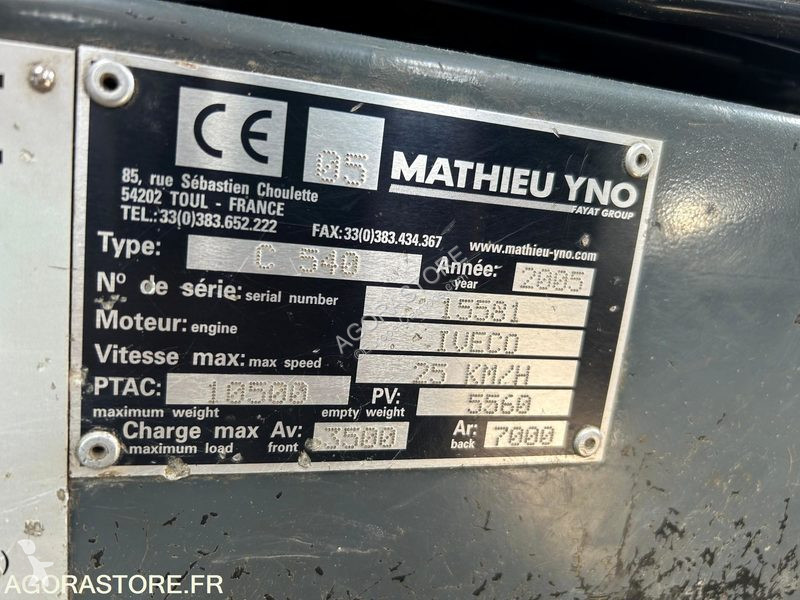 CE 05 MATHIEU YNO
FAYAT GROUP
85, rue Sébastien Choulette
54202 TOUL - FRANCE
TEL.:33(0)383.652.222 FAX:33(0)383.434.367 www.mathieu-yno.com
Type: C 540 Année: 2005
year
N° de série: serial number 15581
Moteur: engine IVECO
Vitesse max: max speed 25 KM/H
PTAC: 10500 PV: 5560
maximum weight empty weight
Charge max Av: 3500 Ar: 7000
maximum load front back
AGORASTORE
AGORASTORE.FR